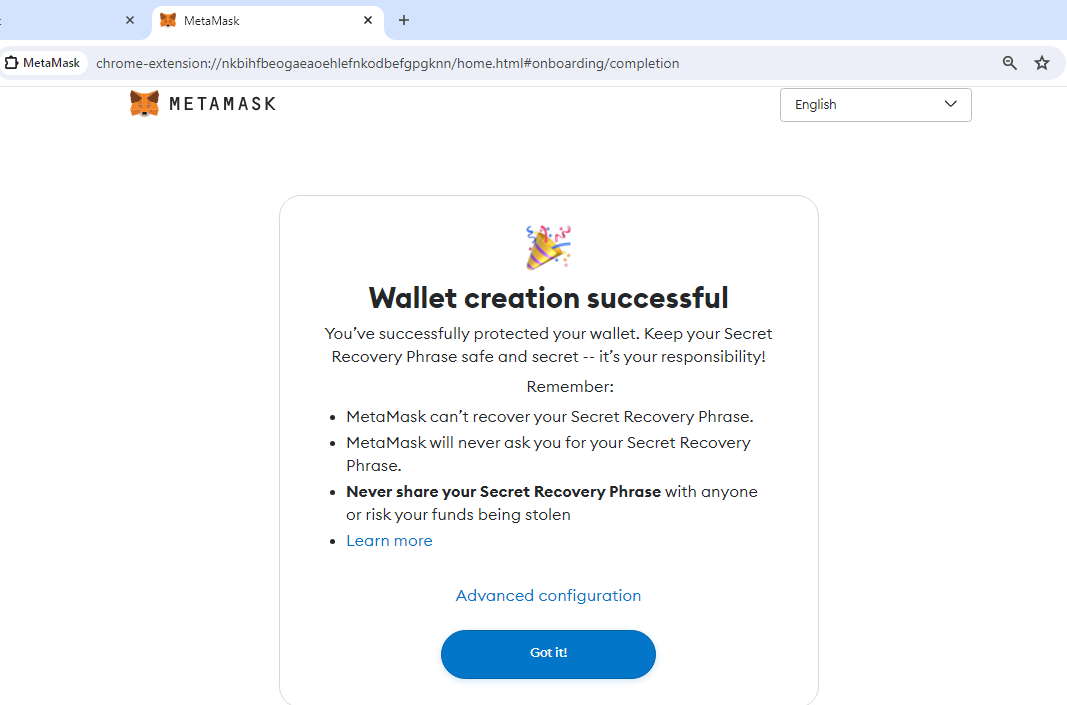 MetaMask
MetaMask
chrome-extension://nkbihfbeogaeaoehlefnkodbefgpgknn/home.html#onboarding/completion
METAMASK
English
Wallet creation successful
You’ve successfully protected your wallet. Keep your Secret
Recovery Phrase safe and secret -- it’s your responsibility!
Remember:
• MetaMask can’t recover your Secret Recovery Phrase.
• MetaMask will never ask you for your Secret Recovery
Phrase.
• Never share your Secret Recovery Phrase with anyone
or risk your funds being stolen
• Learn more
Advanced configuration
Got it!